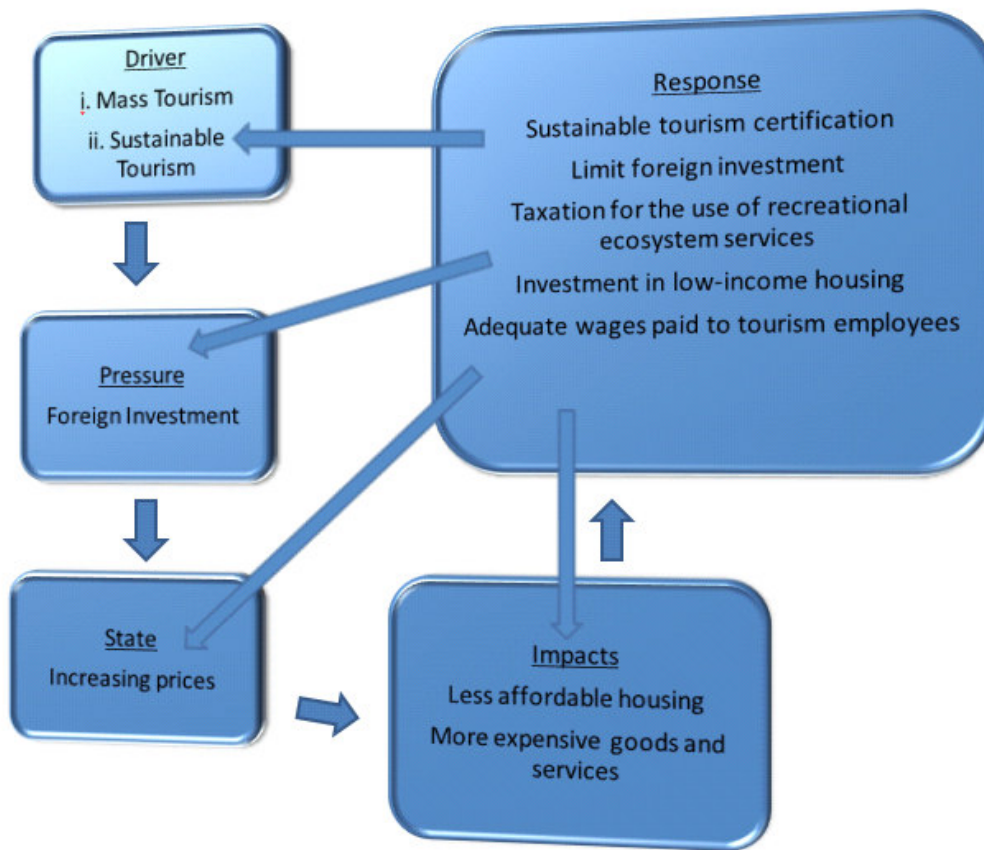 Driver
i. Mass Tourism
ii. Sustainable
Tourism
Pressure
Foreign Investment
State
Increasing prices
Impacts
Less affordable housing
More expensive goods and
services
Response
Sustainable tourism certification
Limit foreign investment
Taxation for the use of recreational
ecosystem services
Investment in low-income housing
Adequate wages paid to tourism employees